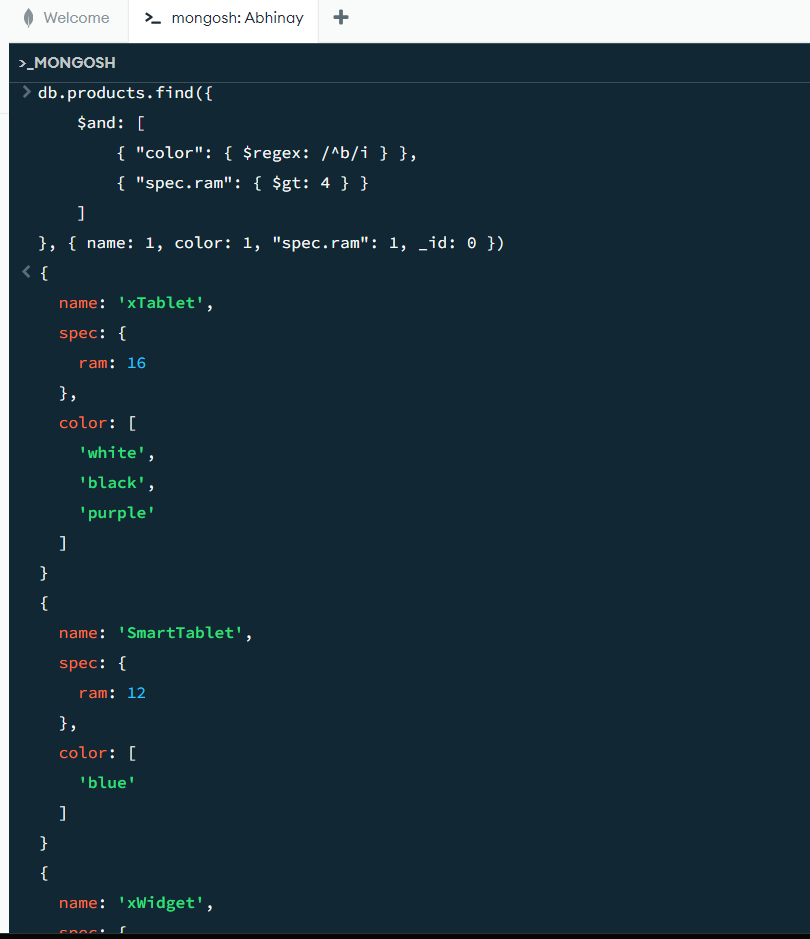 Welcome
mongosh: Abhinay
>_MONGOSH
db.products.find({
    $and: [
        { "color": { $regex: /^b/i } },
        { "spec.ram": { $gt: 4 } }
    ]
}, { name: 1, color: 1, "spec.ram": 1, _id: 0 })
{
  name: 'xTablet',
  spec: {
    ram: 16
  },
  color: [
    'white',
    'black',
    'purple'
  ]
}
{
  name: 'SmartTablet',
  spec: {
    ram: 12
  },
  color: [
    'blue'
  ]
}
{
  name: 'xWidget',
  spec: {